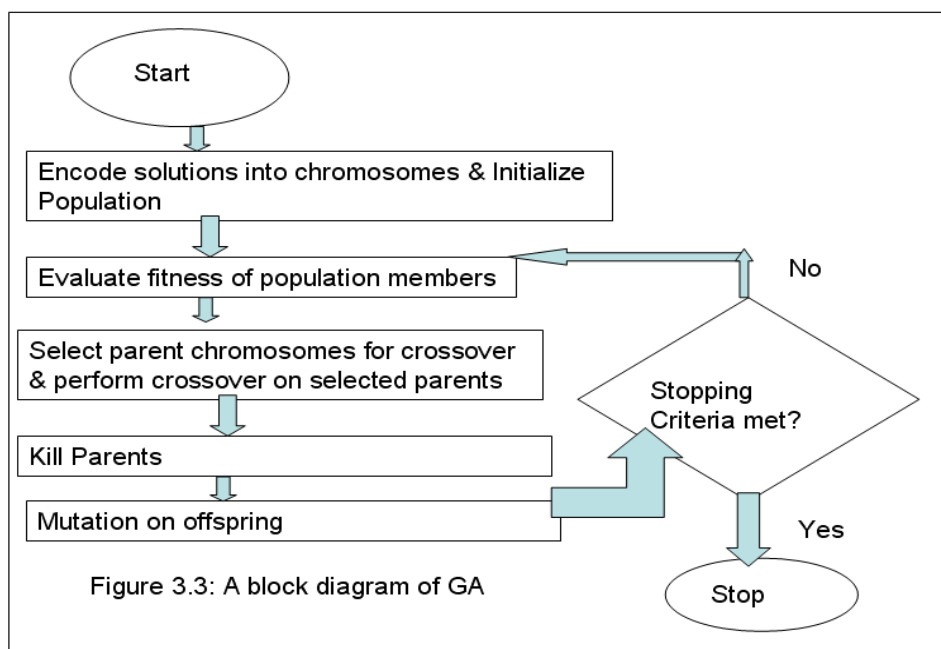 Start
Encode solutions into chromosomes & Initialize
Population
Evaluate fitness of population members
No
Select parent chromosomes for crossover
& perform crossover on selected parents
Stopping
Criteria met?
Kill Parents
Mutation on offspring
Yes
Stop
Figure 3.3: A block diagram of GA